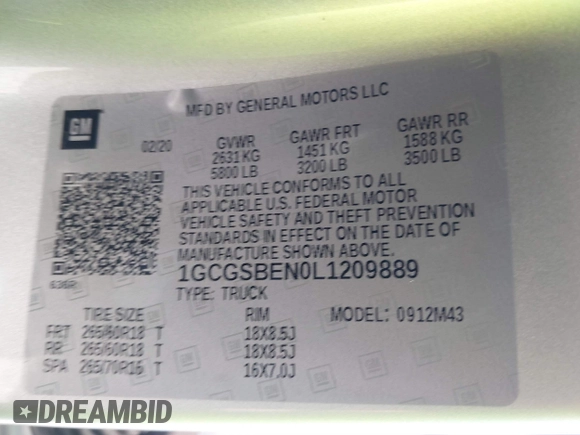 MFD BY GENERAL MOTORS LLC
GM
02/20 GVWR GAWR FRT GAWR RR
2631 KG 1451 KG 1588 KG
5800 LB 3200 LB 3500 LB
THIS VEHICLE CONFORMS TO ALL
APPLICABLE U.S. FEDERAL MOTOR
VEHICLE SAFETY AND THEFT PREVENTION
STANDARDS IN EFFECT ON THE DATE OF
MANUFACTURE SHOWN ABOVE.
1GCGSBEN0L1209889
TYPE: TRUCK MODEL: 0912M43
TIRE SIZE RIM
FRT 265/60R18 T 18X8.5J
RR 265/60R18 T 18X8.5J
SPA 265/70R16 T 16X7.0J
DREAMBID